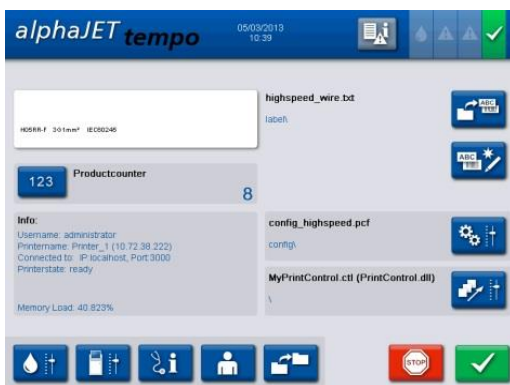 alphaJET tempo
05/03/2013
10:39
highspeed_wire.txt
label\
ABC
H05RR-F 3G1mm² IEC60245
ABC
123
Productcounter
8
Info:
Username: administrator
Printername: Printer_1 (10.72.38.222)
Connected to: IP localhost, Port 3000
Printerstate: ready
Memory Load: 40.823%
config_highspeed.pcf
config\
MyPrintControl.ctl (PrintControl.dll)
\
STOP